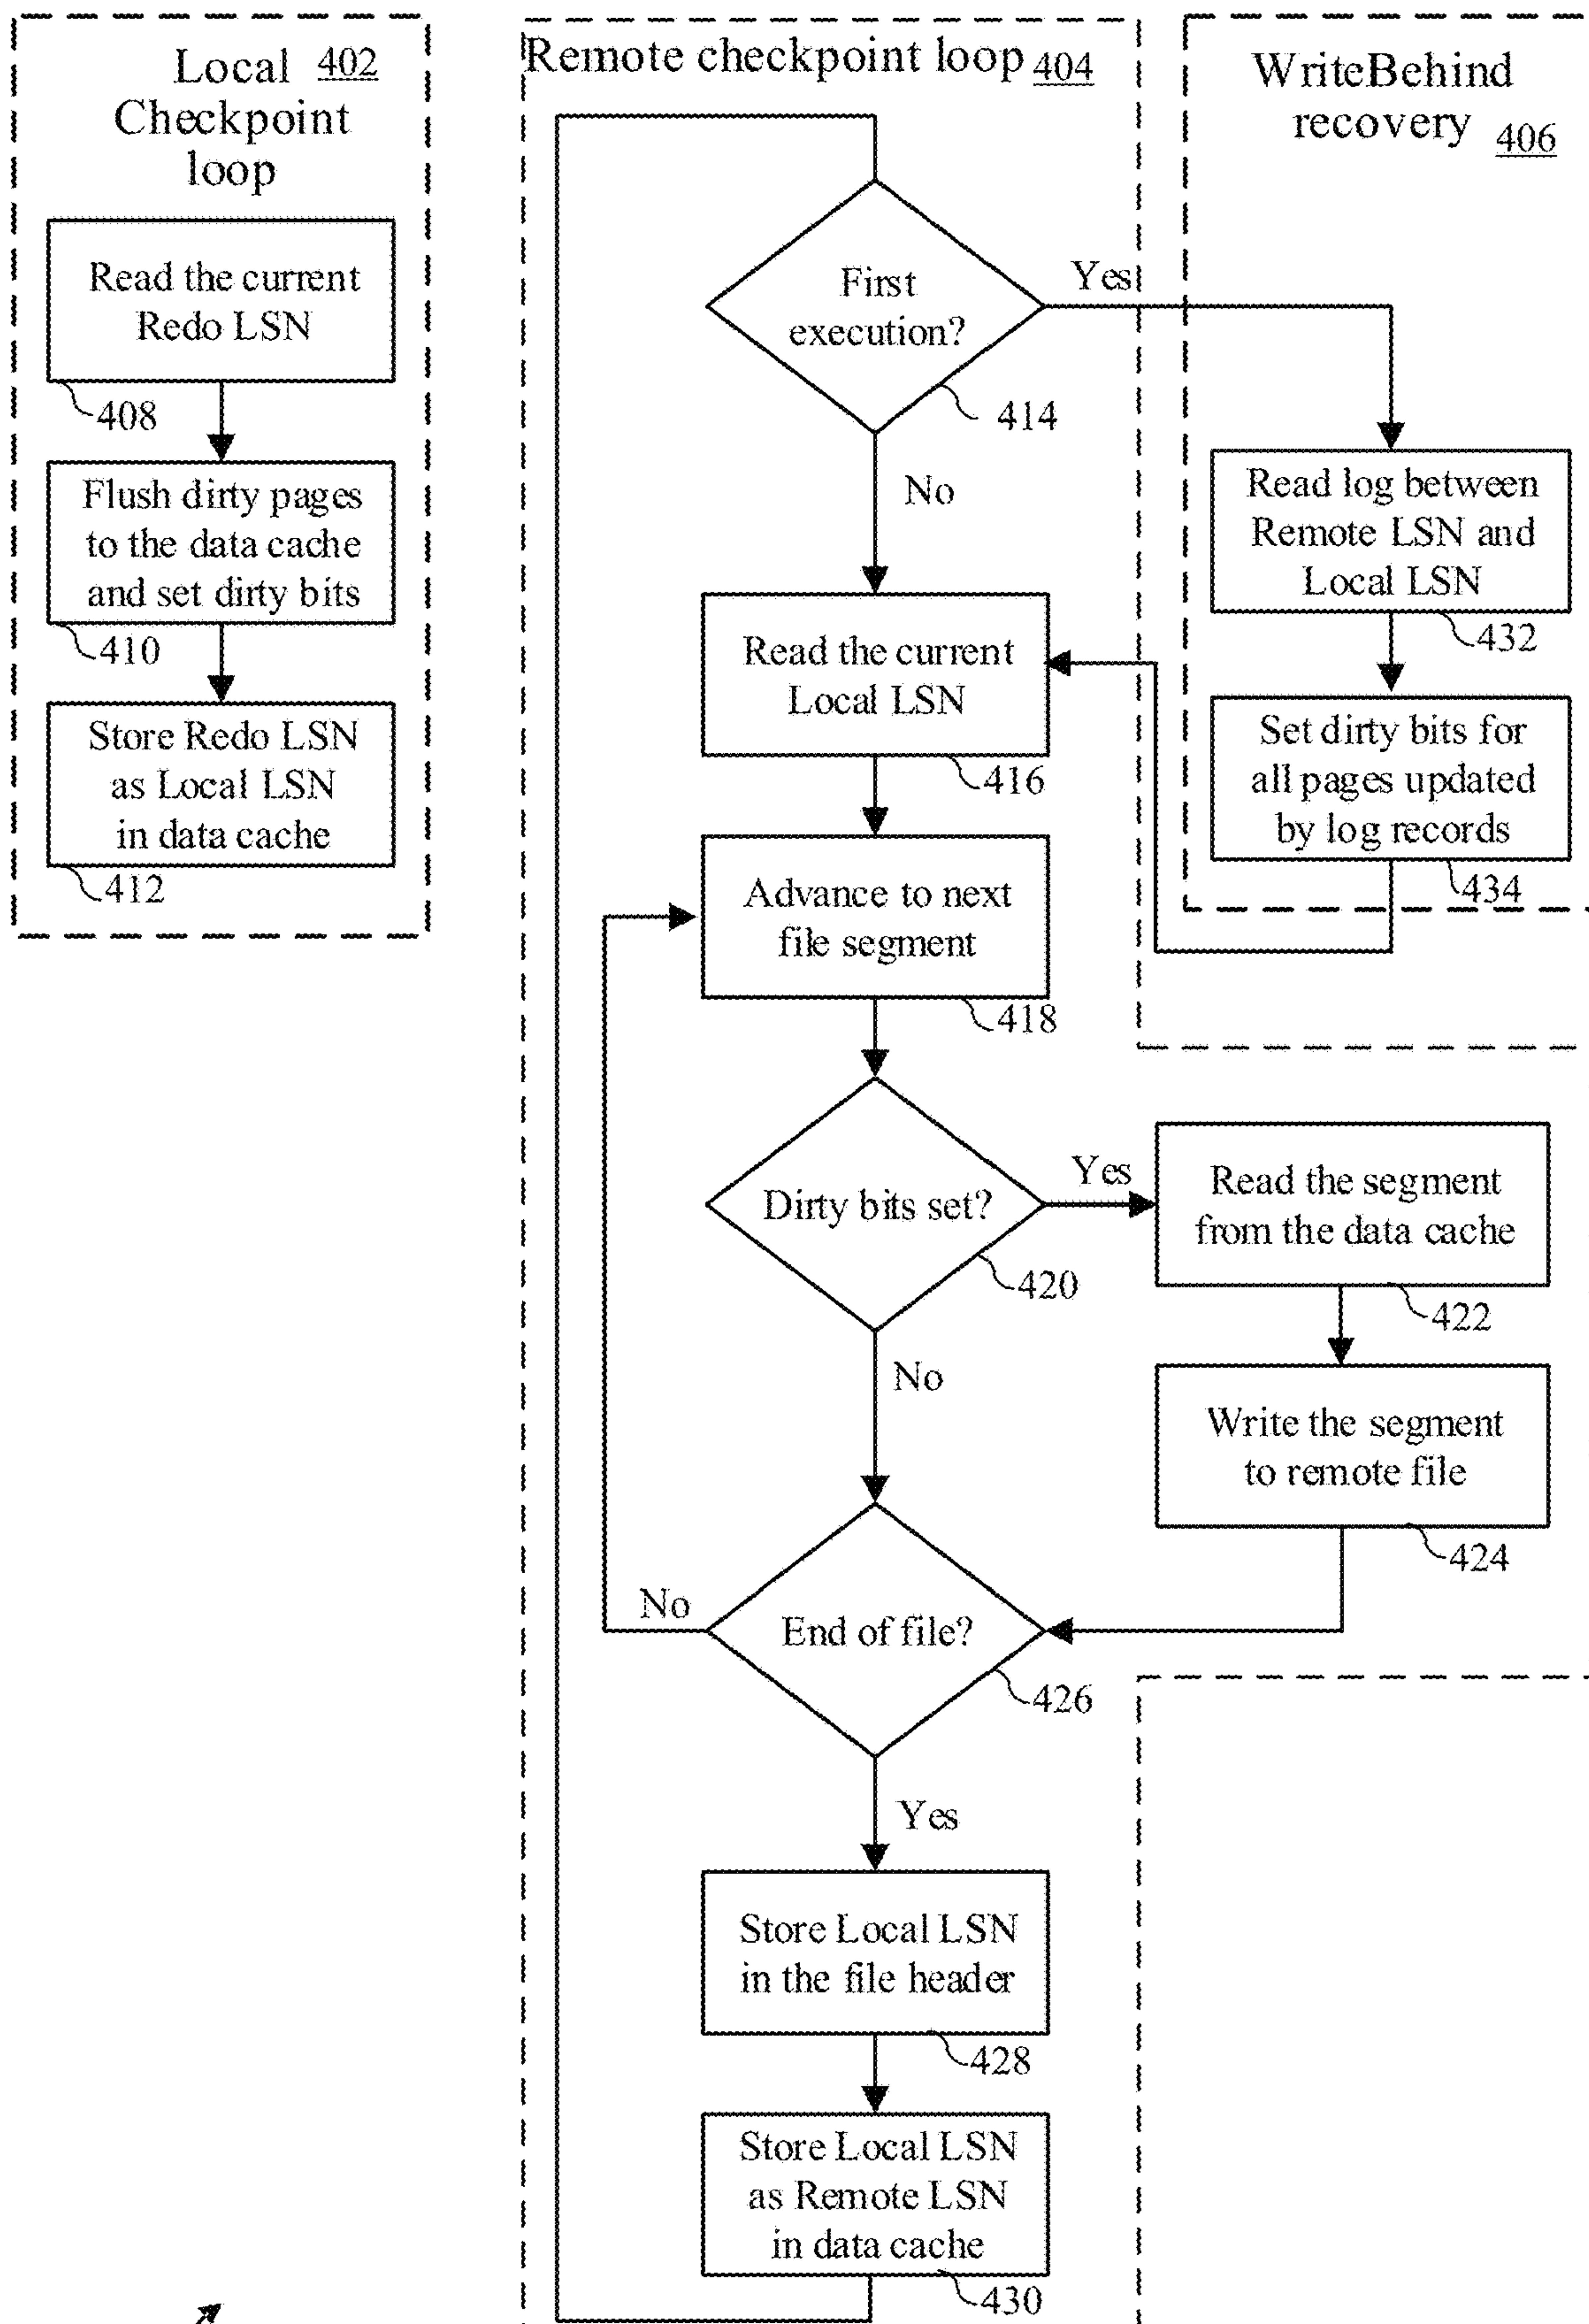 Local 402
Checkpoint
loop
Read the current
Redo LSN
408
Flush dirty pages
to the data cache
and set dirty bits
410
Store Redo LSN
as Local LSN
in data cache
412
Remote checkpoint loop 404
First
execution?
Yes
414
No
Read the current
Local LSN
416
Advance to next
file segment
418
Dirty bits set?
Yes
420
No
Read the segment
from the data cache
422
Write the segment
to remote file
424
End of file?
No
426
Yes
Store Local LSN
in the file header
428
Store Local LSN
as Remote LSN
in data cache
430
WriteBehind
recovery 406
Read log between
Remote LSN and
Local LSN
432
Set dirty bits for
all pages updated
by log records
434